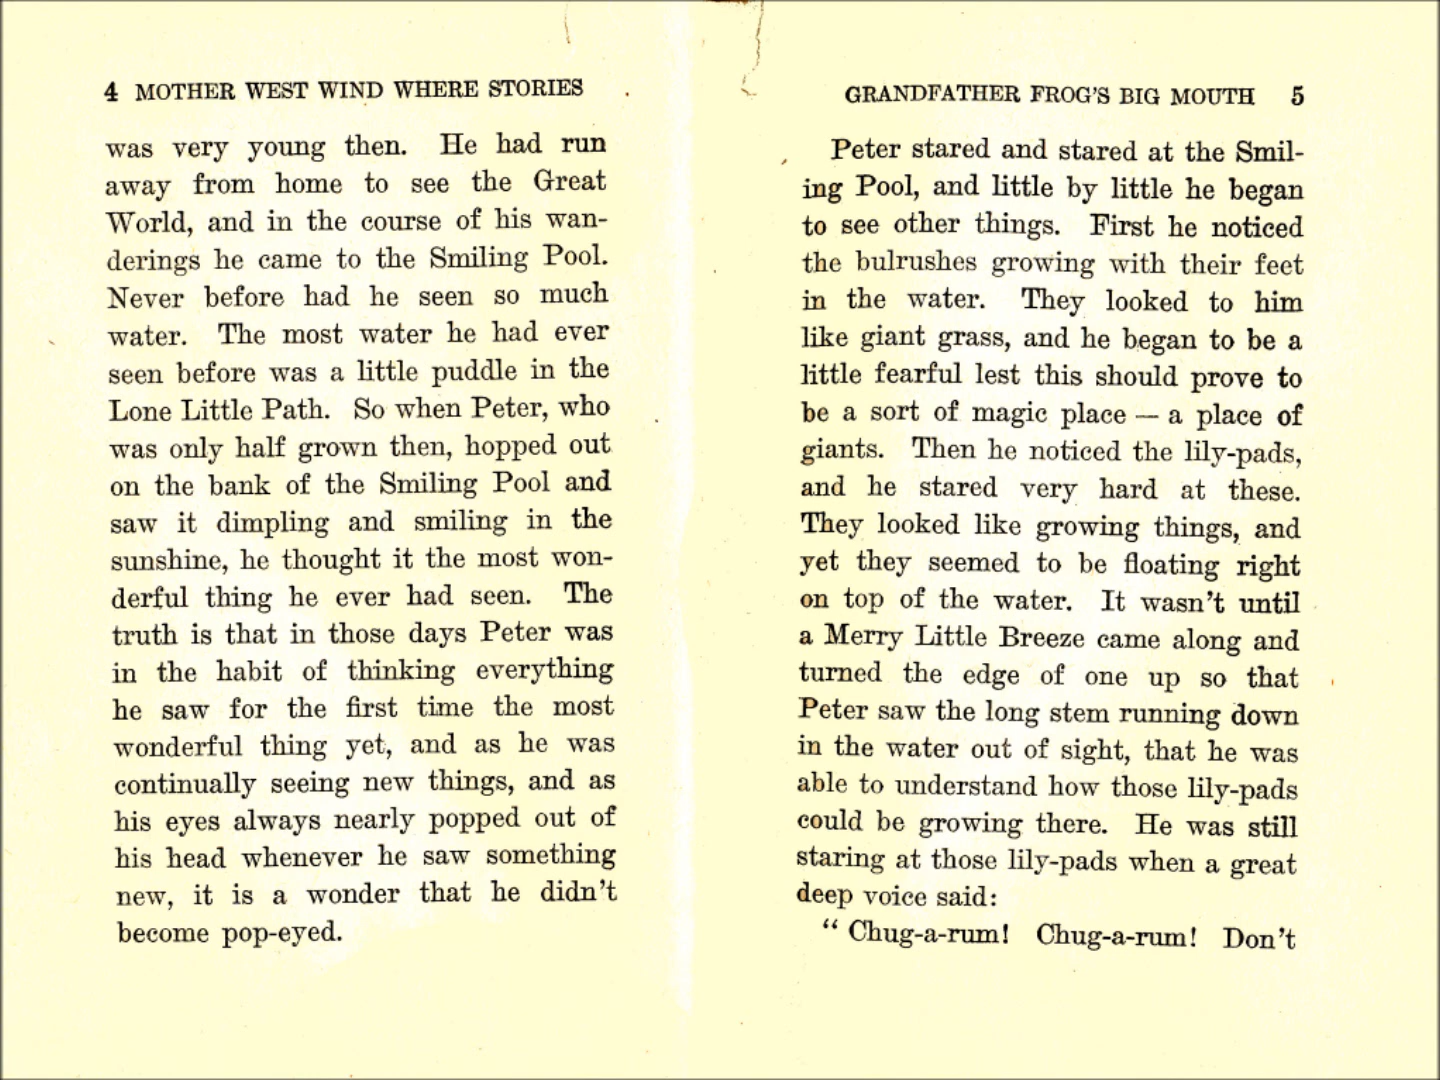 4 MOTHER WEST WIND WHERE STORIES
was very young then. He had run
away from home to see the Great
World, and in the course of his wan-
derings he came to the Smiling Pool.
Never before had he seen so much
water. The most water he had ever
seen before was a little puddle in the
Lone Little Path. So when Peter, who
was only half grown then, hopped out
on the bank of the Smiling Pool and
saw it dimpling and smiling in the
sunshine, he thought it the most won-
derful thing he ever had seen. The
truth is that in those days Peter was
in the habit of thinking everything
he saw for the first time the most
wonderful thing yet, and as he was
continually seeing new things, and as
his eyes always nearly popped out of
his head whenever he saw something
new, it is a wonder that he didn't
become pop-eyed.
GRANDFATHER FROG'S BIG MOUTH 5
Peter stared and stared at the Smil-
ing Pool, and little by little he began
to see other things. First he noticed
the bulrushes growing with their feet
in the water. They looked to him
like giant grass, and he began to be a
little fearful lest this should prove to
be a sort of magic place — a place of
giants. Then he noticed the lily-pads,
and he stared very hard at these.
They looked like growing things, and
yet they seemed to be floating right
on top of the water. It wasn't until
a Merry Little Breeze came along and
turned the edge of one up so that
Peter saw the long stem running down
in the water out of sight, that he was
able to understand how those lily-pads
could be growing there. He was still
staring at those lily-pads when a great
deep voice said:
“ Chug-a-rum! Chug-a-rum! Don't